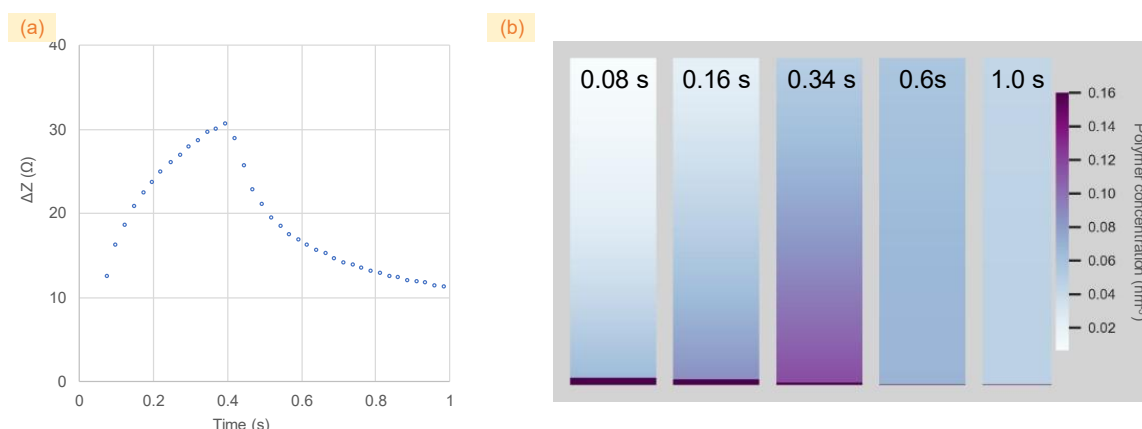 (a)
40
30
20
10
0
0 0.2 0.4 0.6 0.8 1
ΔZ (Ω)
Time (s)
(b)
0.08 s 0.16 s 0.34 s 0.6s 1.0 s
0.16
0.14
0.12
0.10
0.08
0.06
0.04
0.02
Polymer concentration